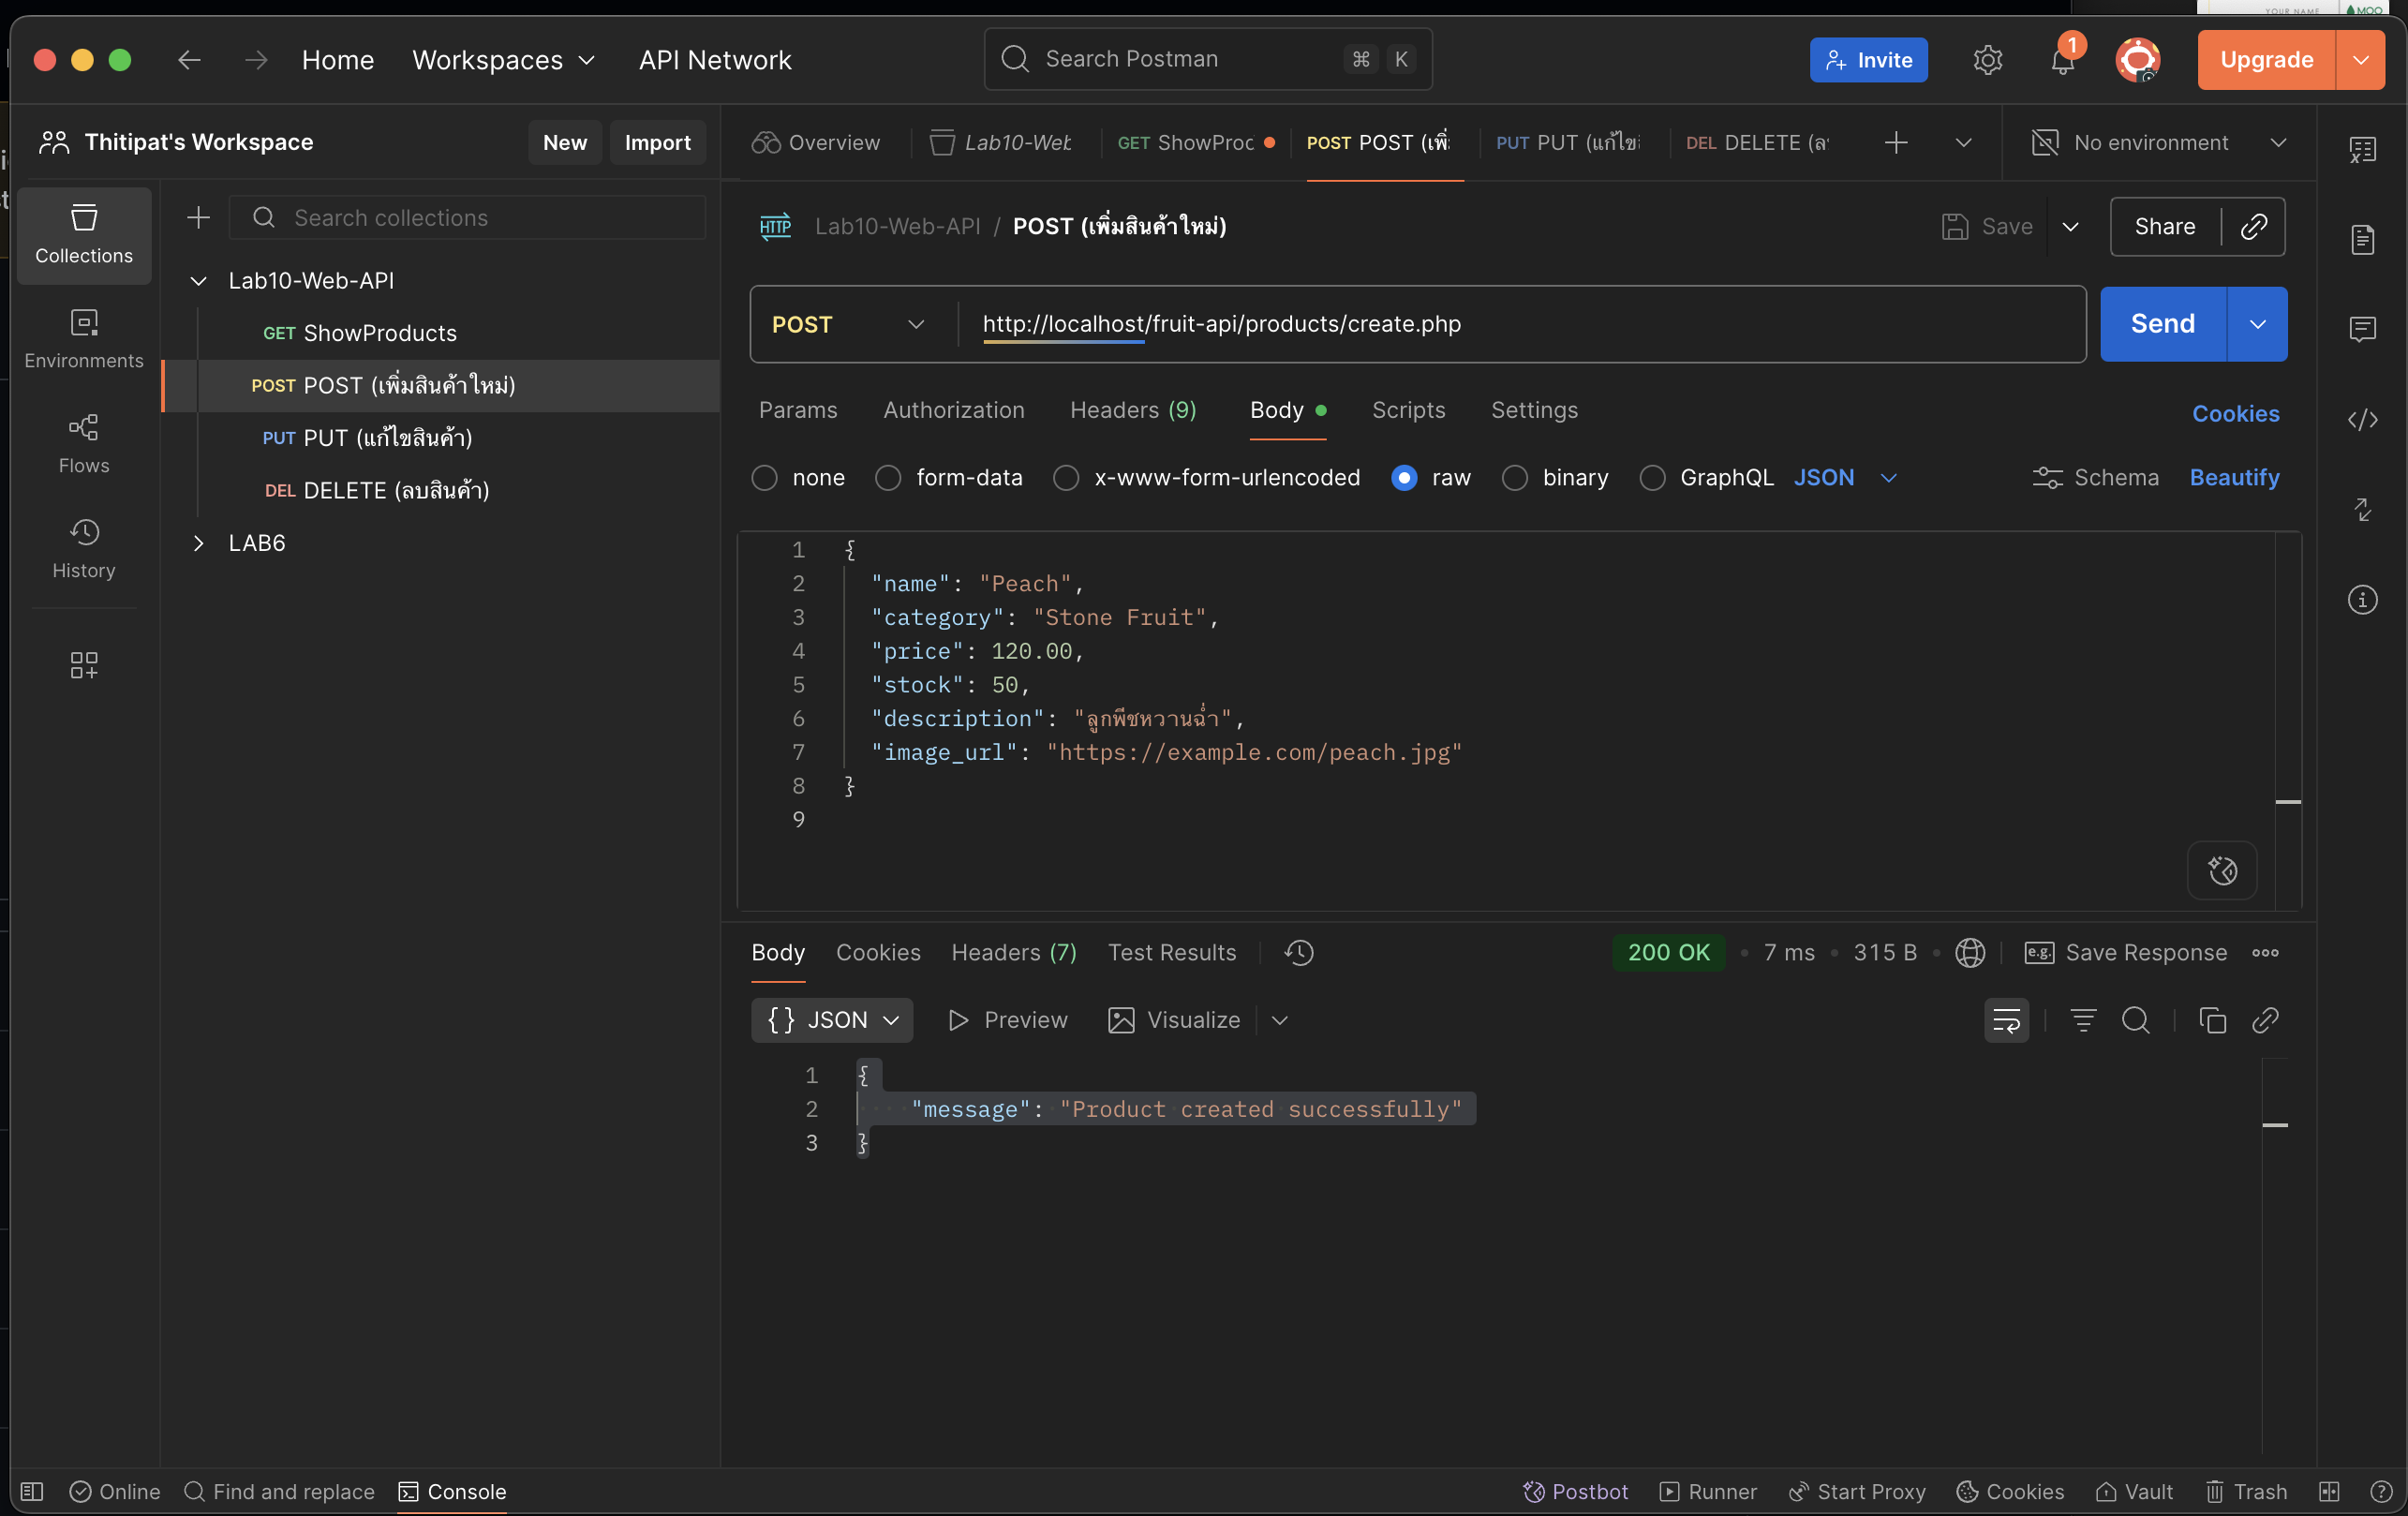 YOUR NAME
MOO
Home
Workspaces
API Network
Search Postman
⌘ K
Invite
1
Upgrade
Thitipat's Workspace
New
Import
Overview
Lab10-Web
GET ShowProd
POST POST (เพิ่
PUT PUT (แก้ไขส
DEL DELETE (ล
No environment
Collections
Environments
Flows
History
Search collections
Lab10-Web-API
GET ShowProducts
POST POST (เพิ่มสินค้าใหม่)
PUT PUT (แก้ไขสินค้า)
DEL DELETE (ลบสินค้า)
LAB6
HTTP
Lab10-Web-API / POST (เพิ่มสินค้าใหม่)
Save
Share
POST
http://localhost/fruit-api/products/create.php
Send
Params
Authorization
Headers (9)
Body
Scripts
Settings
Cookies
none
form-data
x-www-form-urlencoded
raw
binary
GraphQL
JSON
Schema
Beautify
1 {
2 "name": "Peach",
3 "category": "Stone Fruit",
4 "price": 120.00,
5 "stock": 50,
6 "description": "ลูกพีชหวานฉ่ำ",
7 "image_url": "https://example.com/peach.jpg"
8 }
9
Body
Cookies
Headers (7)
Test Results
200 OK
7 ms
315 B
e.g. Save Response
{} JSON
Preview
Visualize
1 {
2 "message": "Product created successfully"
3 }
Online
Find and replace
Console
Postbot
Runner
Start Proxy
Cookies
Vault
Trash